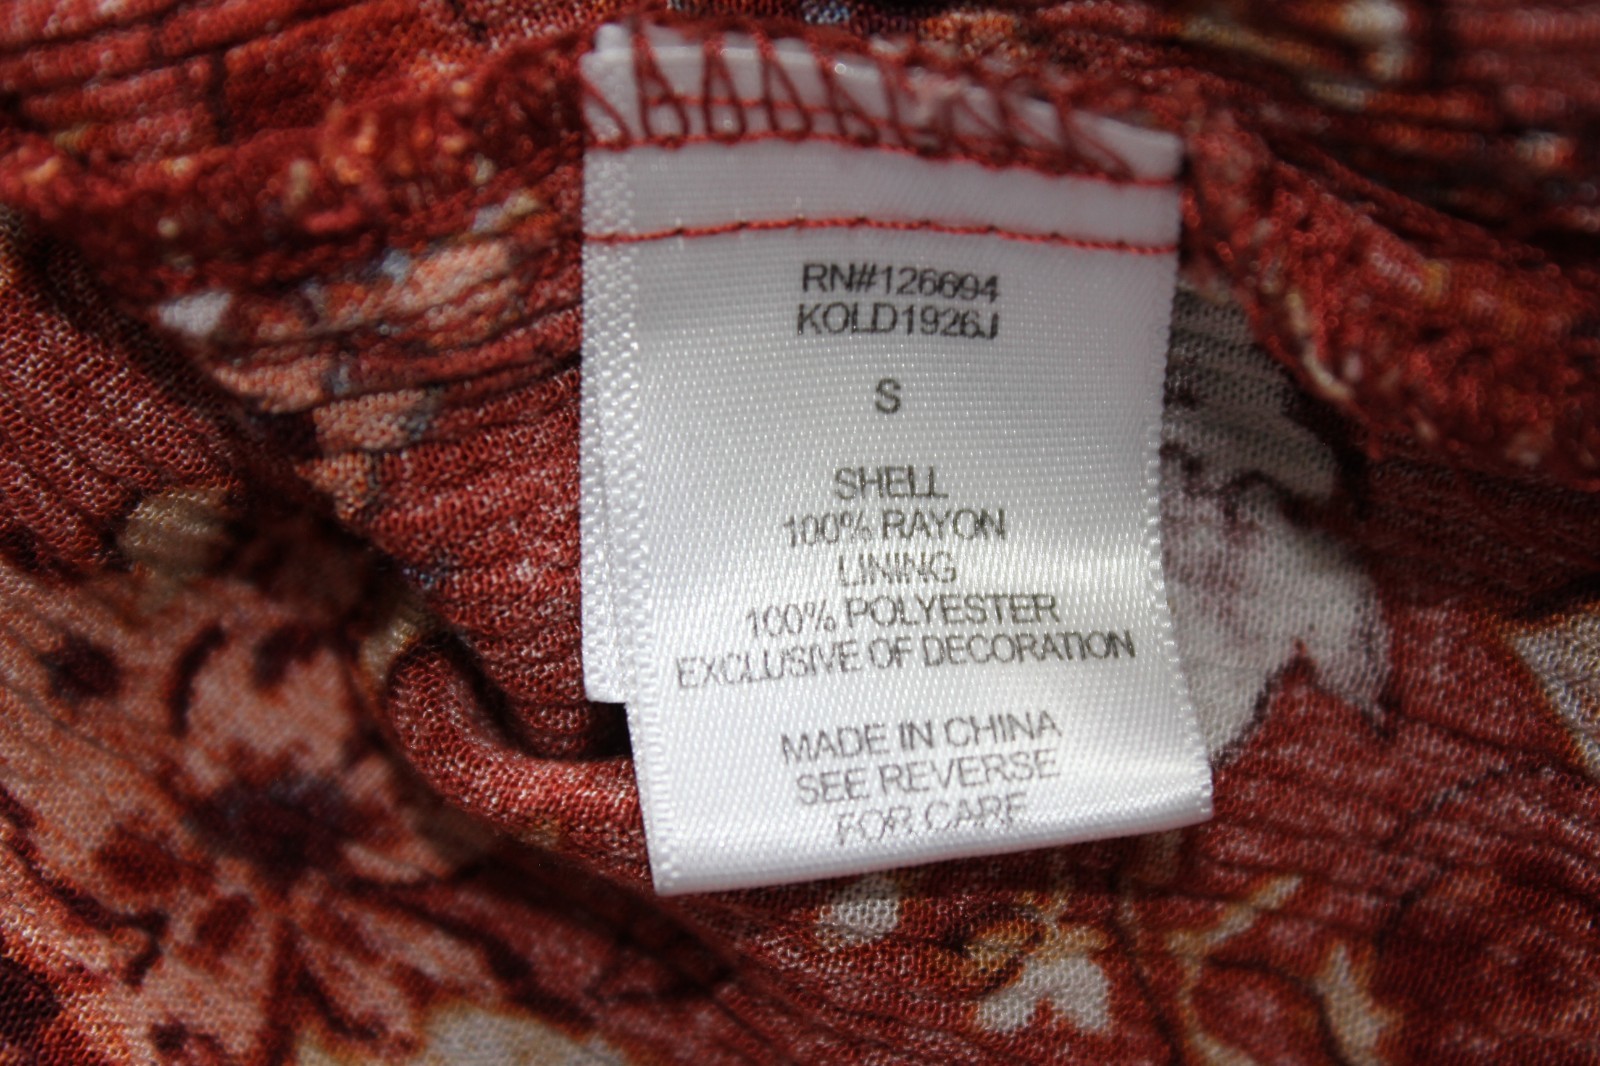 RN#126694
KOLD1926J
S
SHELL
100% RAYON
LINING
100% POLYESTER
EXCLUSIVE OF DECORATION
MADE IN CHINA
SEE REVERSE
FOR CARE